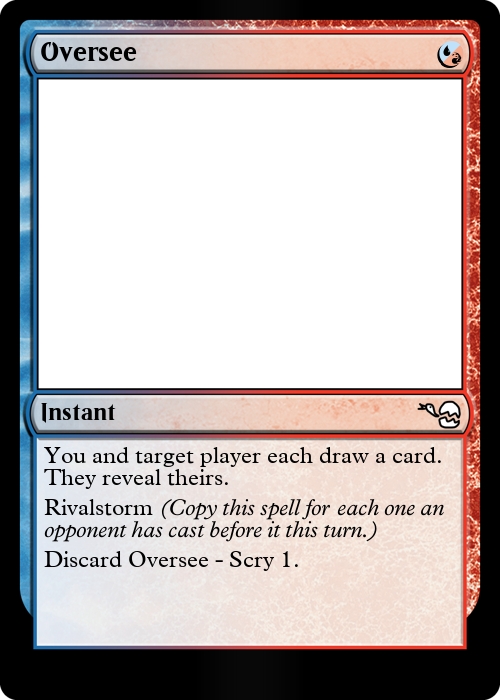 Oversee
Instant
You and target player each draw a card.
They reveal theirs.
Rivalstorm (Copy this spell for each one an
opponent has cast before it this turn.)
Discard Oversee - Scry 1.